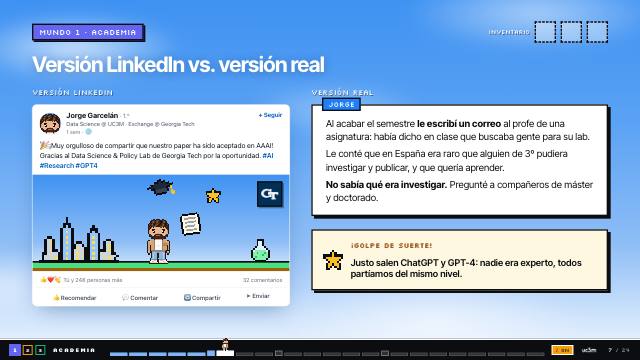 MUNDO 1 · ACADEMIA
INVENTARIO
Versión LinkedIn vs. versión real
VERSIÓN LINKEDIN
Jorge Garcelán · 1º
+ Seguir
Data Science @ UC3M · Exchange @ Georgia Tech
1 sem ·
¡Muy orgulloso de compartir que nuestro paper ha sido aceptado en AAAI!
Gracias al Data Science & Policy Lab de Georgia Tech por la oportunidad. #AI
#Research #GPT4
GT
Tú y 248 personas más
32 comentarios
Recomendar
Comentar
Compartir
Enviar
VERSIÓN REAL
JORGE
Al acabar el semestre le escribí un correo al profe de una
asignatura: había dicho en clase que buscaba gente para su lab.
Le conté que en España era raro que alguien de 3º pudiera
investigar y publicar, y que quería aprender.
No sabía qué era investigar. Pregunté a compañeros de máster
y doctorado.
¡GOLPE DE SUERTE!
Justo salen ChatGPT y GPT-4: nadie era experto, todos
partíamos del mismo nivel.
1 2 3 ACADEMIA
uc3m
7 / 29